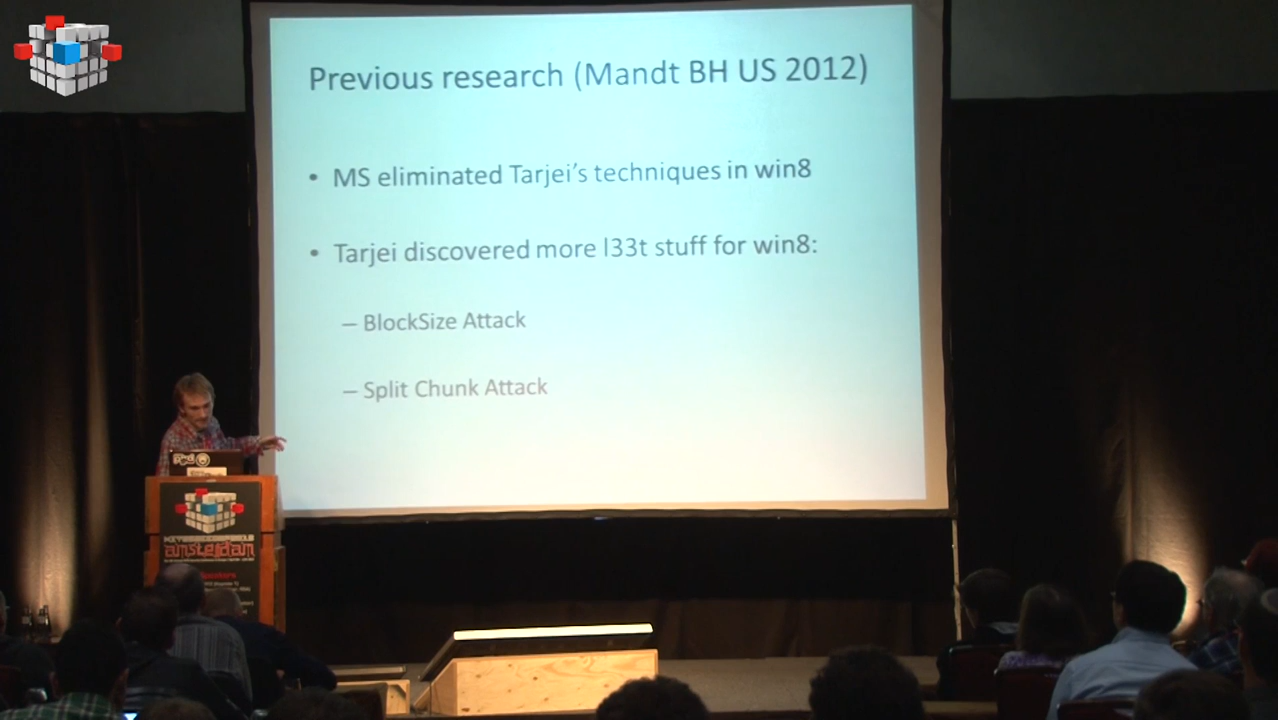 Previous research (Mandt BH US 2012)
• MS eliminated Tarjei's techniques in win8
• Tarjei discovered more l33t stuff for win8:
– BlockSize Attack
– Split Chunk Attack
amsterdam